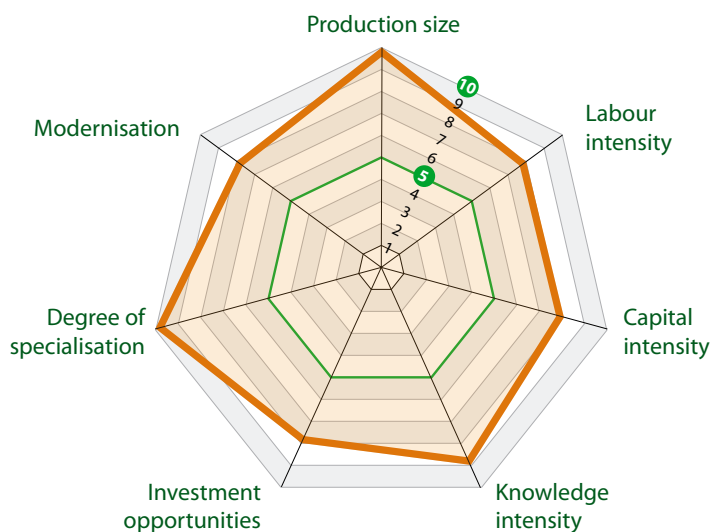 Production size
10
9
8
7
6
5
4
3
2
1
Modernisation
Labour
intensity
Degree of
specialisation
Capital
intensity
Investment
opportunities
Knowledge
intensity